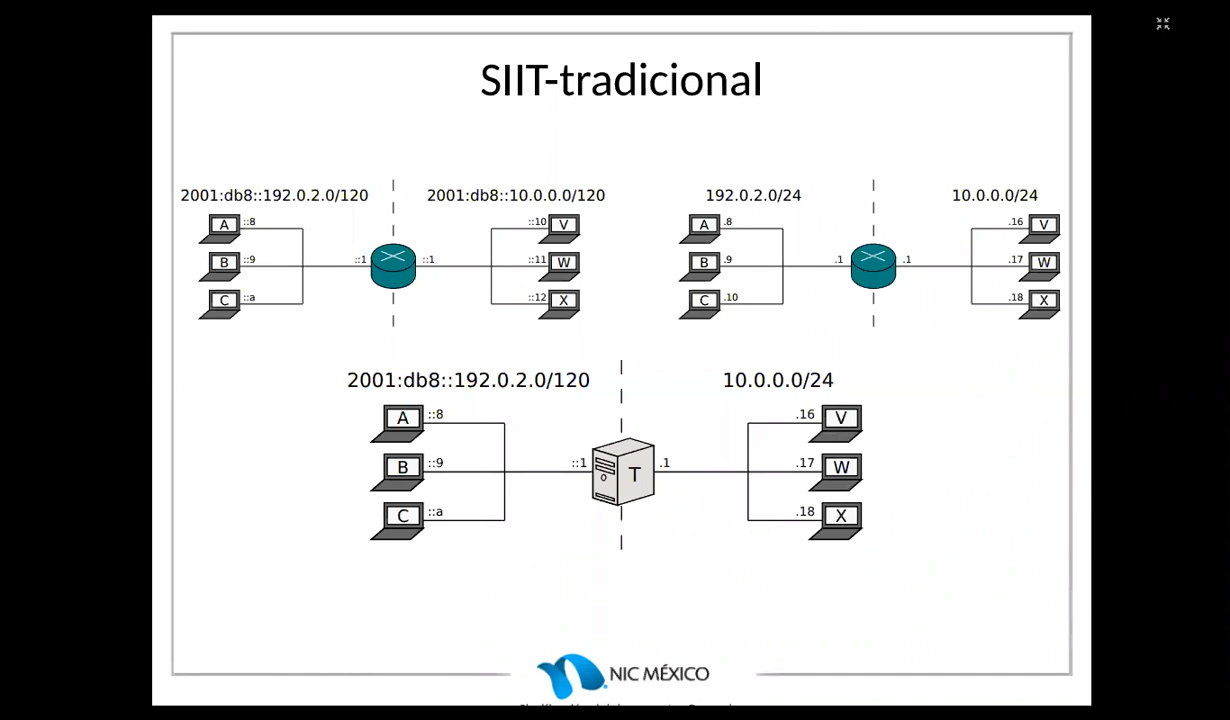 SIIT-tradicional
2001:db8::192.0.2.0/120
2001:db8::10.0.0.0/120
A ::8
B ::9
C ::a
::1
::1
::10 V
::11 W
::12 X
192.0.2.0/24
10.0.0.0/24
A .8
B .9
C .10
.1
.1
.16 V
.17 W
.18 X
2001:db8::192.0.2.0/120
10.0.0.0/24
A ::8
B ::9
C ::a
::1
T
.1
.16 V
.17 W
.18 X
NIC MÉXICO